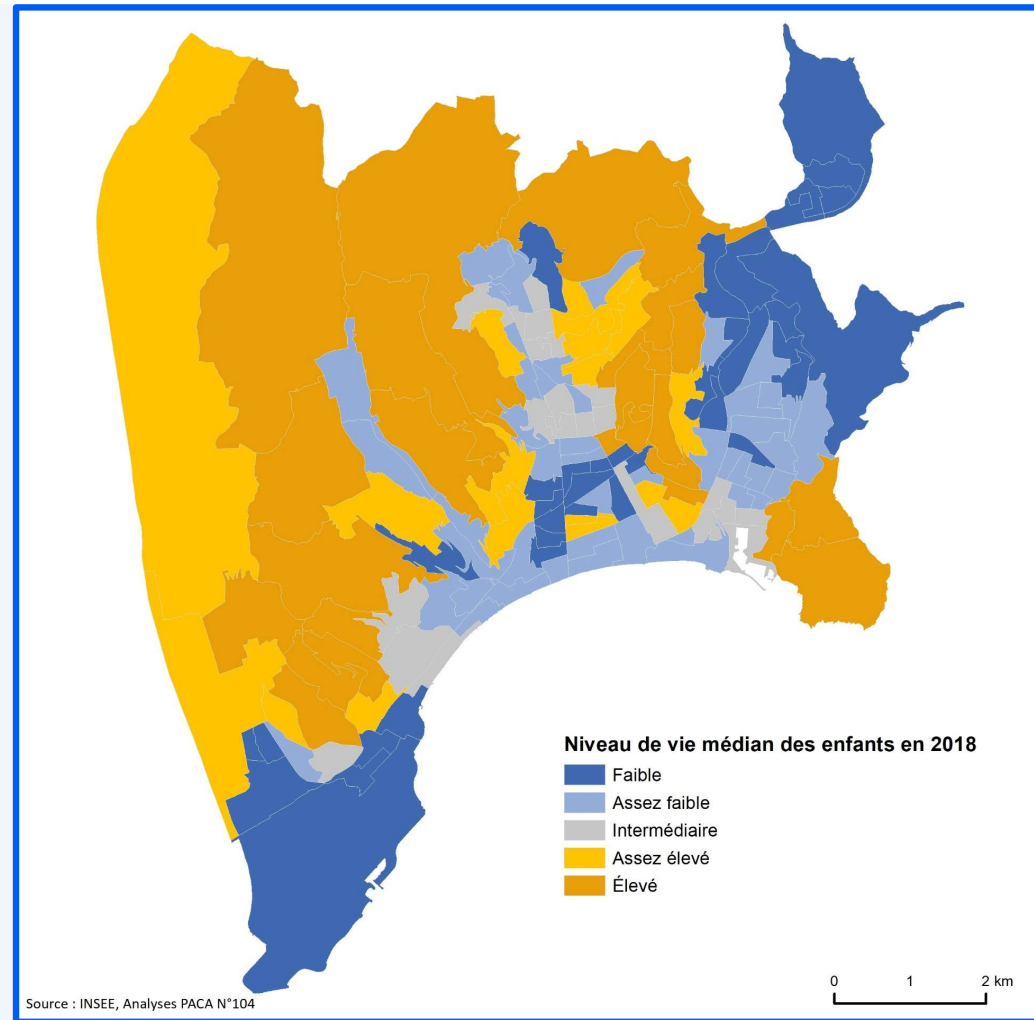 Niveau de vie médian des enfants en 2018
Faible
Assez faible
Intermédiaire
Assez élevé
Élevé
0 1 2 km
Source : INSEE, Analyses PACA N°104